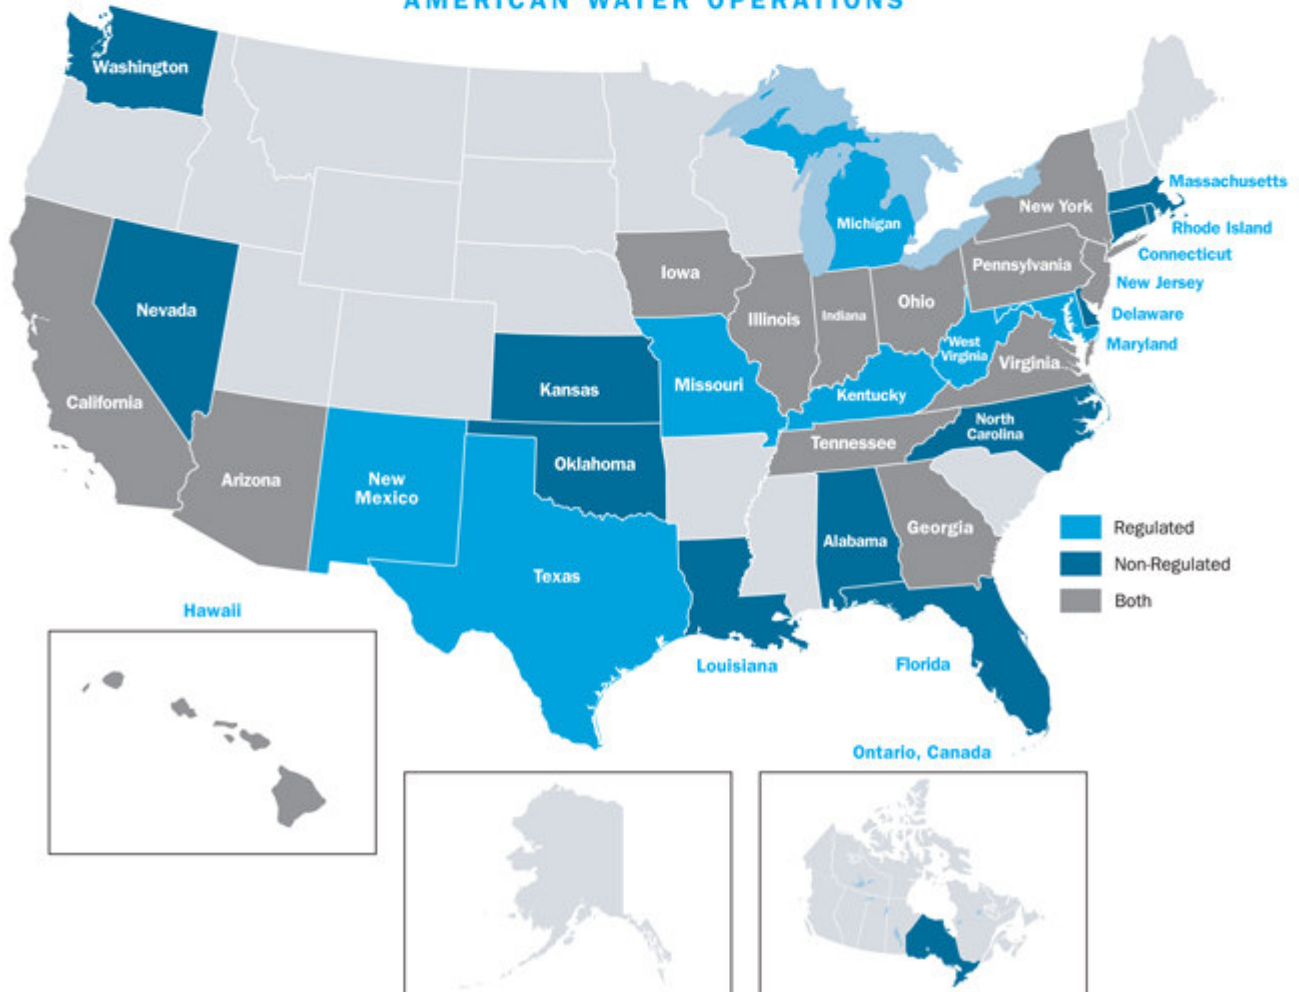 AMERICAN WATER OPERATIONS
Washington
Massachusetts
New York
Michigan
Rhode Island
Connecticut
Pennsylvania
Iowa
New Jersey
Ohio
Nevada
Illinois
Indiana
Delaware
West
Virginia
Maryland
Virginia
Kansas
Missouri
Kentucky
California
North
Carolina
Tennessee
Oklahoma
Arizona
New
Mexico
Georgia
Regulated
Alabama
Non-Regulated
Texas
Both
Hawaii
Louisiana
Florida
Ontario, Canada